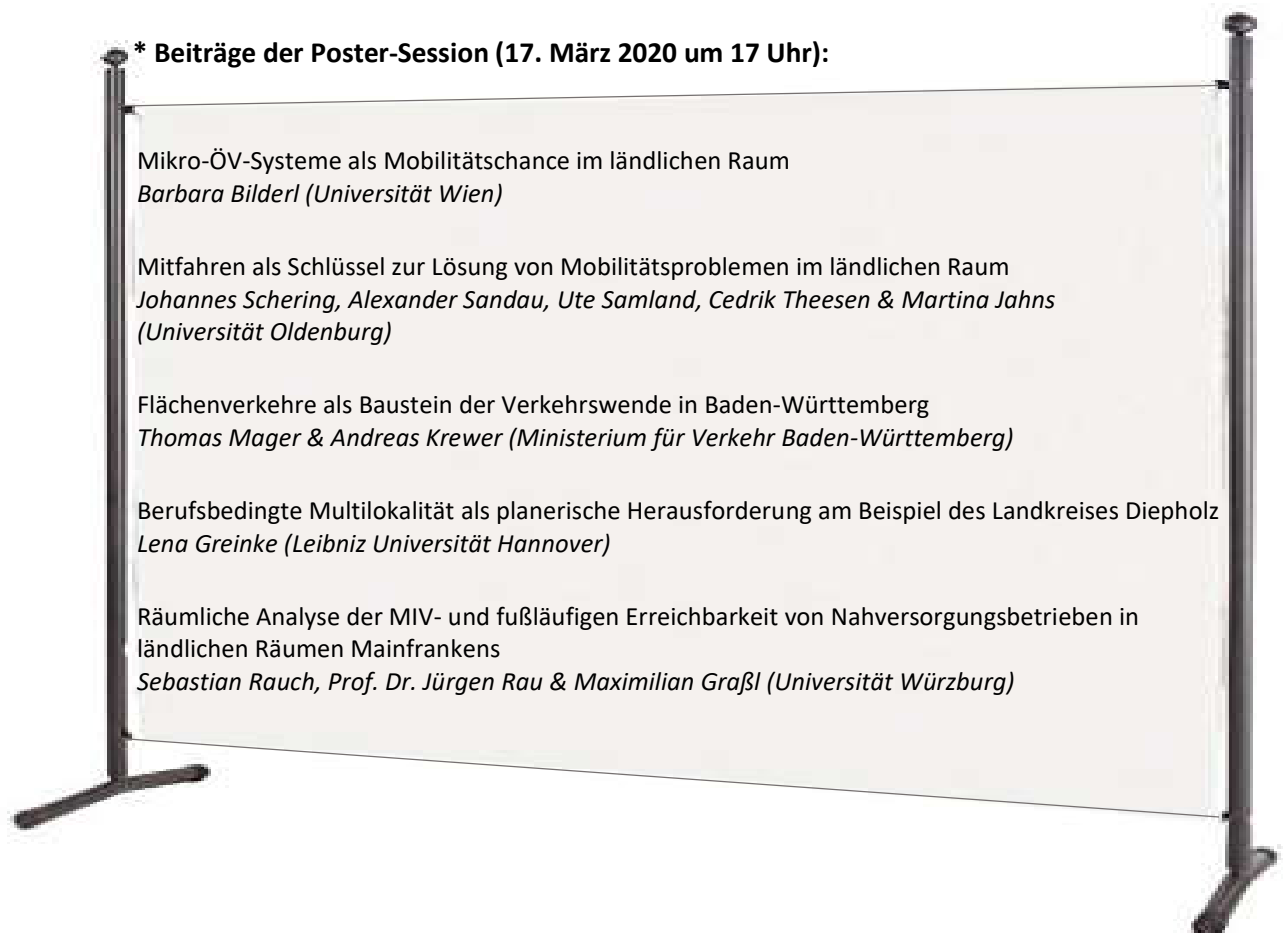 * Beiträge der Poster-Session (17. März 2020 um 17 Uhr):
Mikro-ÖV-Systeme als Mobilitätschance im ländlichen Raum
Barbara Bilderl (Universität Wien)
Mitfahren als Schlüssel zur Lösung von Mobilitätsproblemen im ländlichen Raum
Johannes Schering, Alexander Sandau, Ute Samland, Cedrik Theesen & Martina Jahns
(Universität Oldenburg)
Flächenverkehre als Baustein der Verkehrswende in Baden-Württemberg
Thomas Mager & Andreas Krewer (Ministerium für Verkehr Baden-Württemberg)
Berufsbedingte Multilokalität als planerische Herausforderung am Beispiel des Landkreises Diepholz
Lena Greinke (Leibniz Universität Hannover)
Räumliche Analyse der MIV- und fußläufigen Erreichbarkeit von Nahversorgungsbetrieben in
ländlichen Räumen Mainfrankens
Sebastian Rauch, Prof. Dr. Jürgen Rau & Maximilian Graßl (Universität Würzburg)